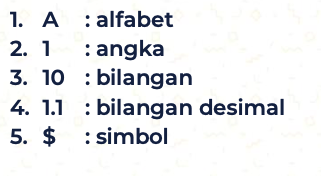 1. A : alfabet
2. 1 : angka
3. 10 : bilangan
4. 1.1 : bilangan desimal
5. $ : simbol